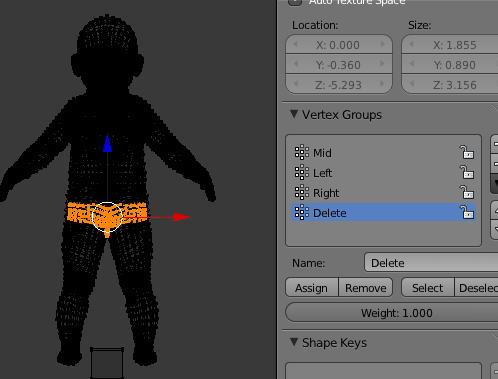 Auto Texture Space
Location: Size:
X: 0.000 X: 1.855
Y: -0.360 Y: 0.890
Z: -5.293 Z: 3.156
Vertex Groups
Mid
Left
Right
Delete
Name: Delete
Assign Remove Select Deselec
Weight: 1.000
Shape Keys